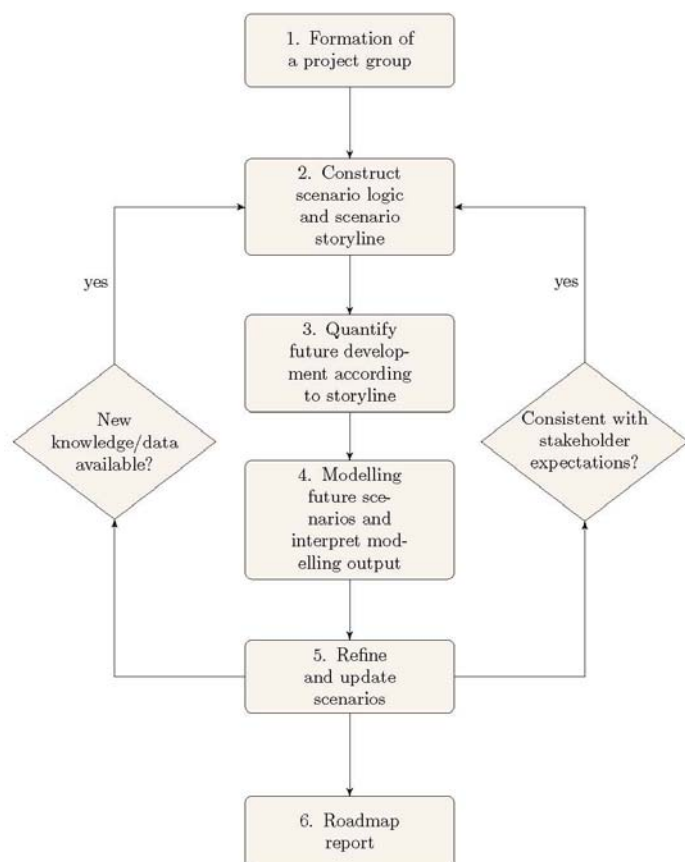 1. Formation of
a project group
2. Construct
scenario logic
and scenario
storyline
yes
yes
3. Quantify
future develop-
ment according
to storyline
New
knowledge/data
available?
Consistent with
stakeholder
expectations?
4. Modelling
future sce-
narios and
interpret mod-
elling output
5. Refine
and update
scenarios
6. Roadmap
report